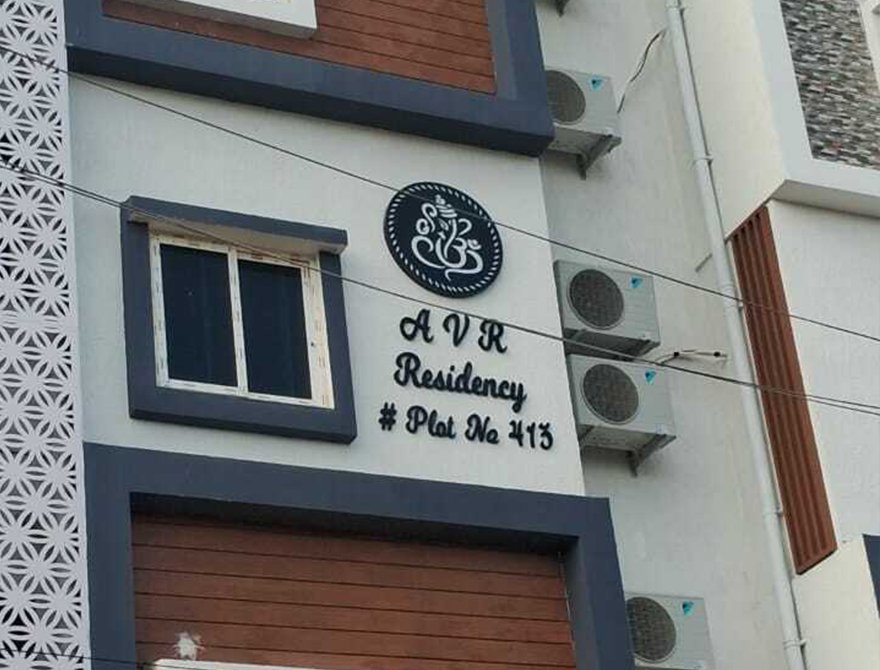 A V R
Residency
# Plot No 413